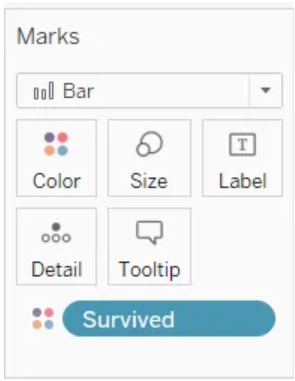 Marks
Bar
Color
Size
T
Label
Detail
Tooltip
Survived